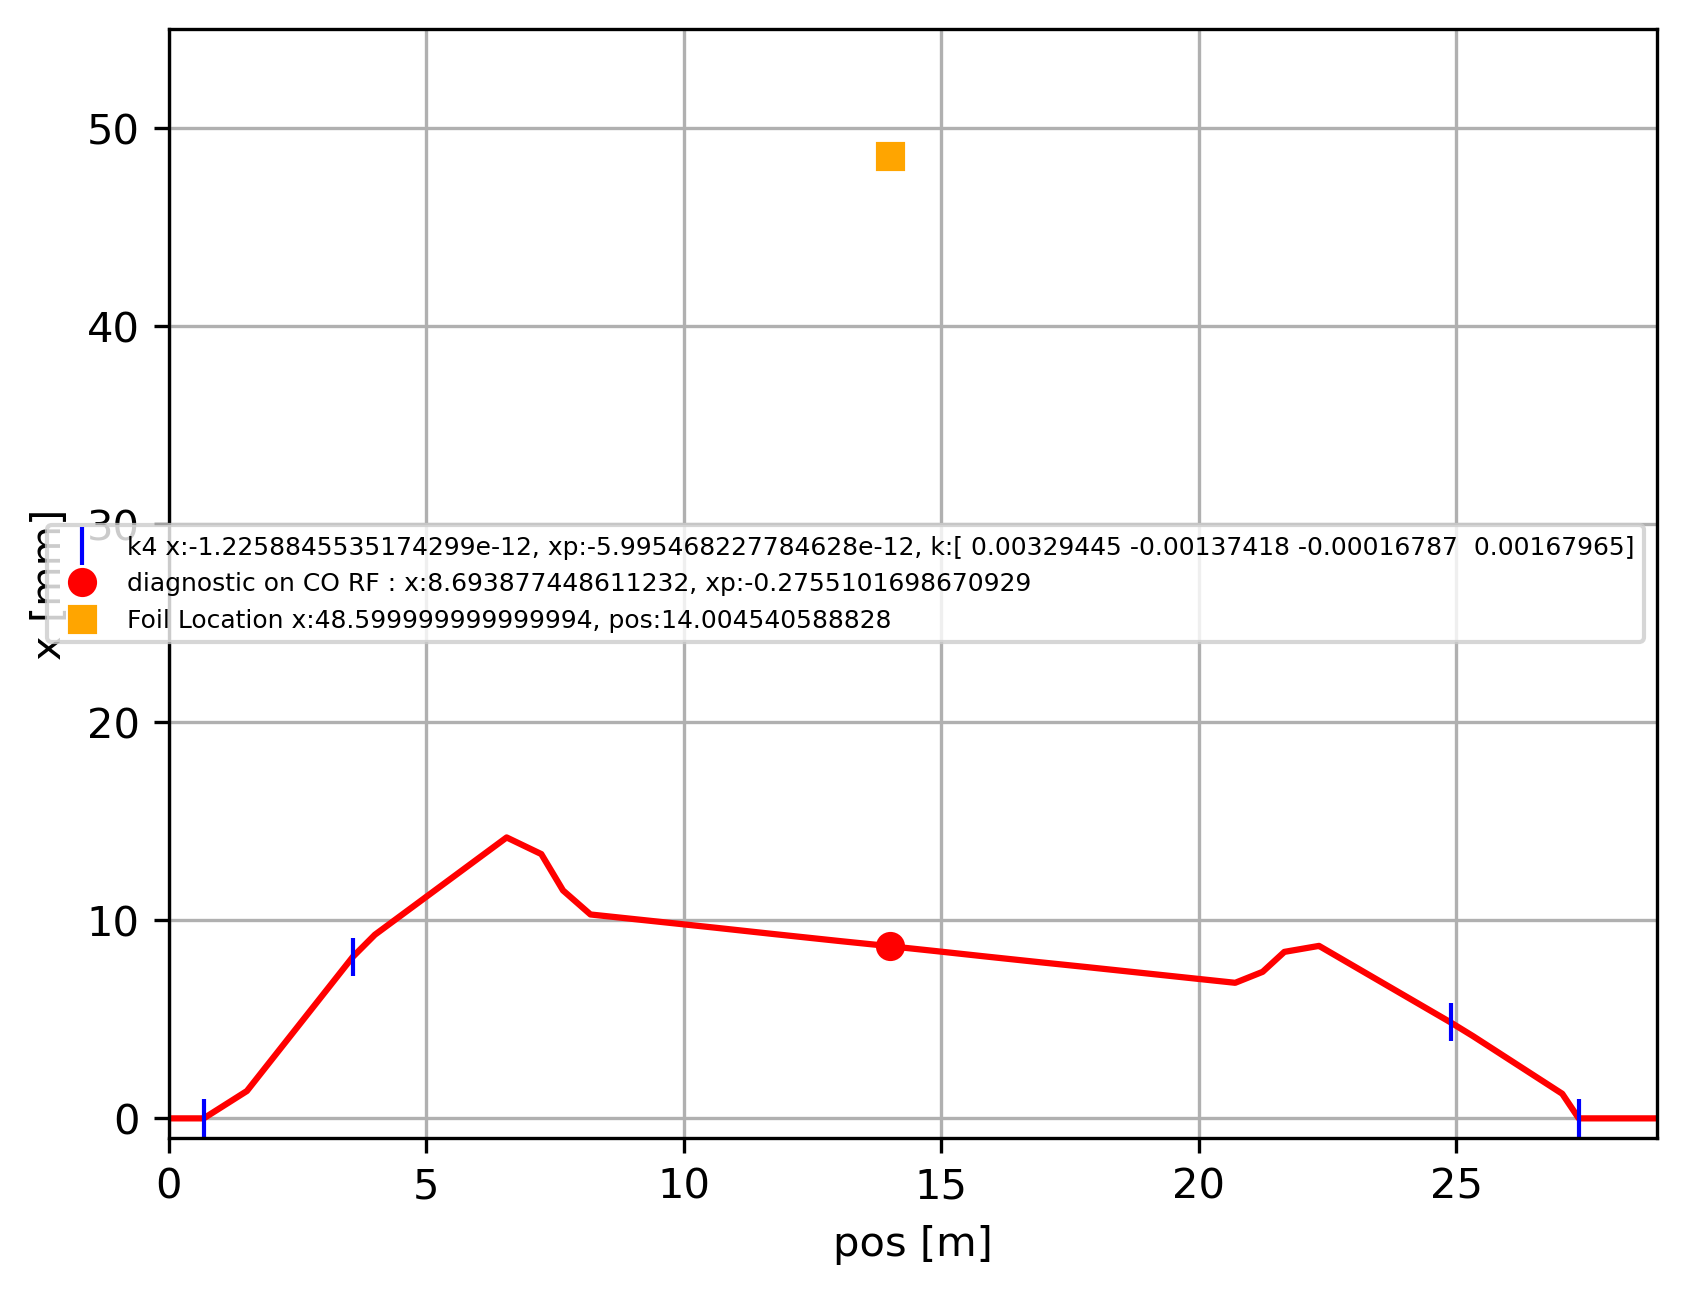 50
40
30
x [mm]
k4 x:-1.2258845535174299e-12, xp:-5.995468227784628e-12, k:[ 0.00329445 -0.00137418 -0.00016787  0.00167965]
diagnostic on CO RF : x:8.693877448611232, xp:-0.2755101698670929
Foil Location x:48.599999999999994, pos:14.004540588828
20
10
0
0 5 10 15 20 25
pos [m]